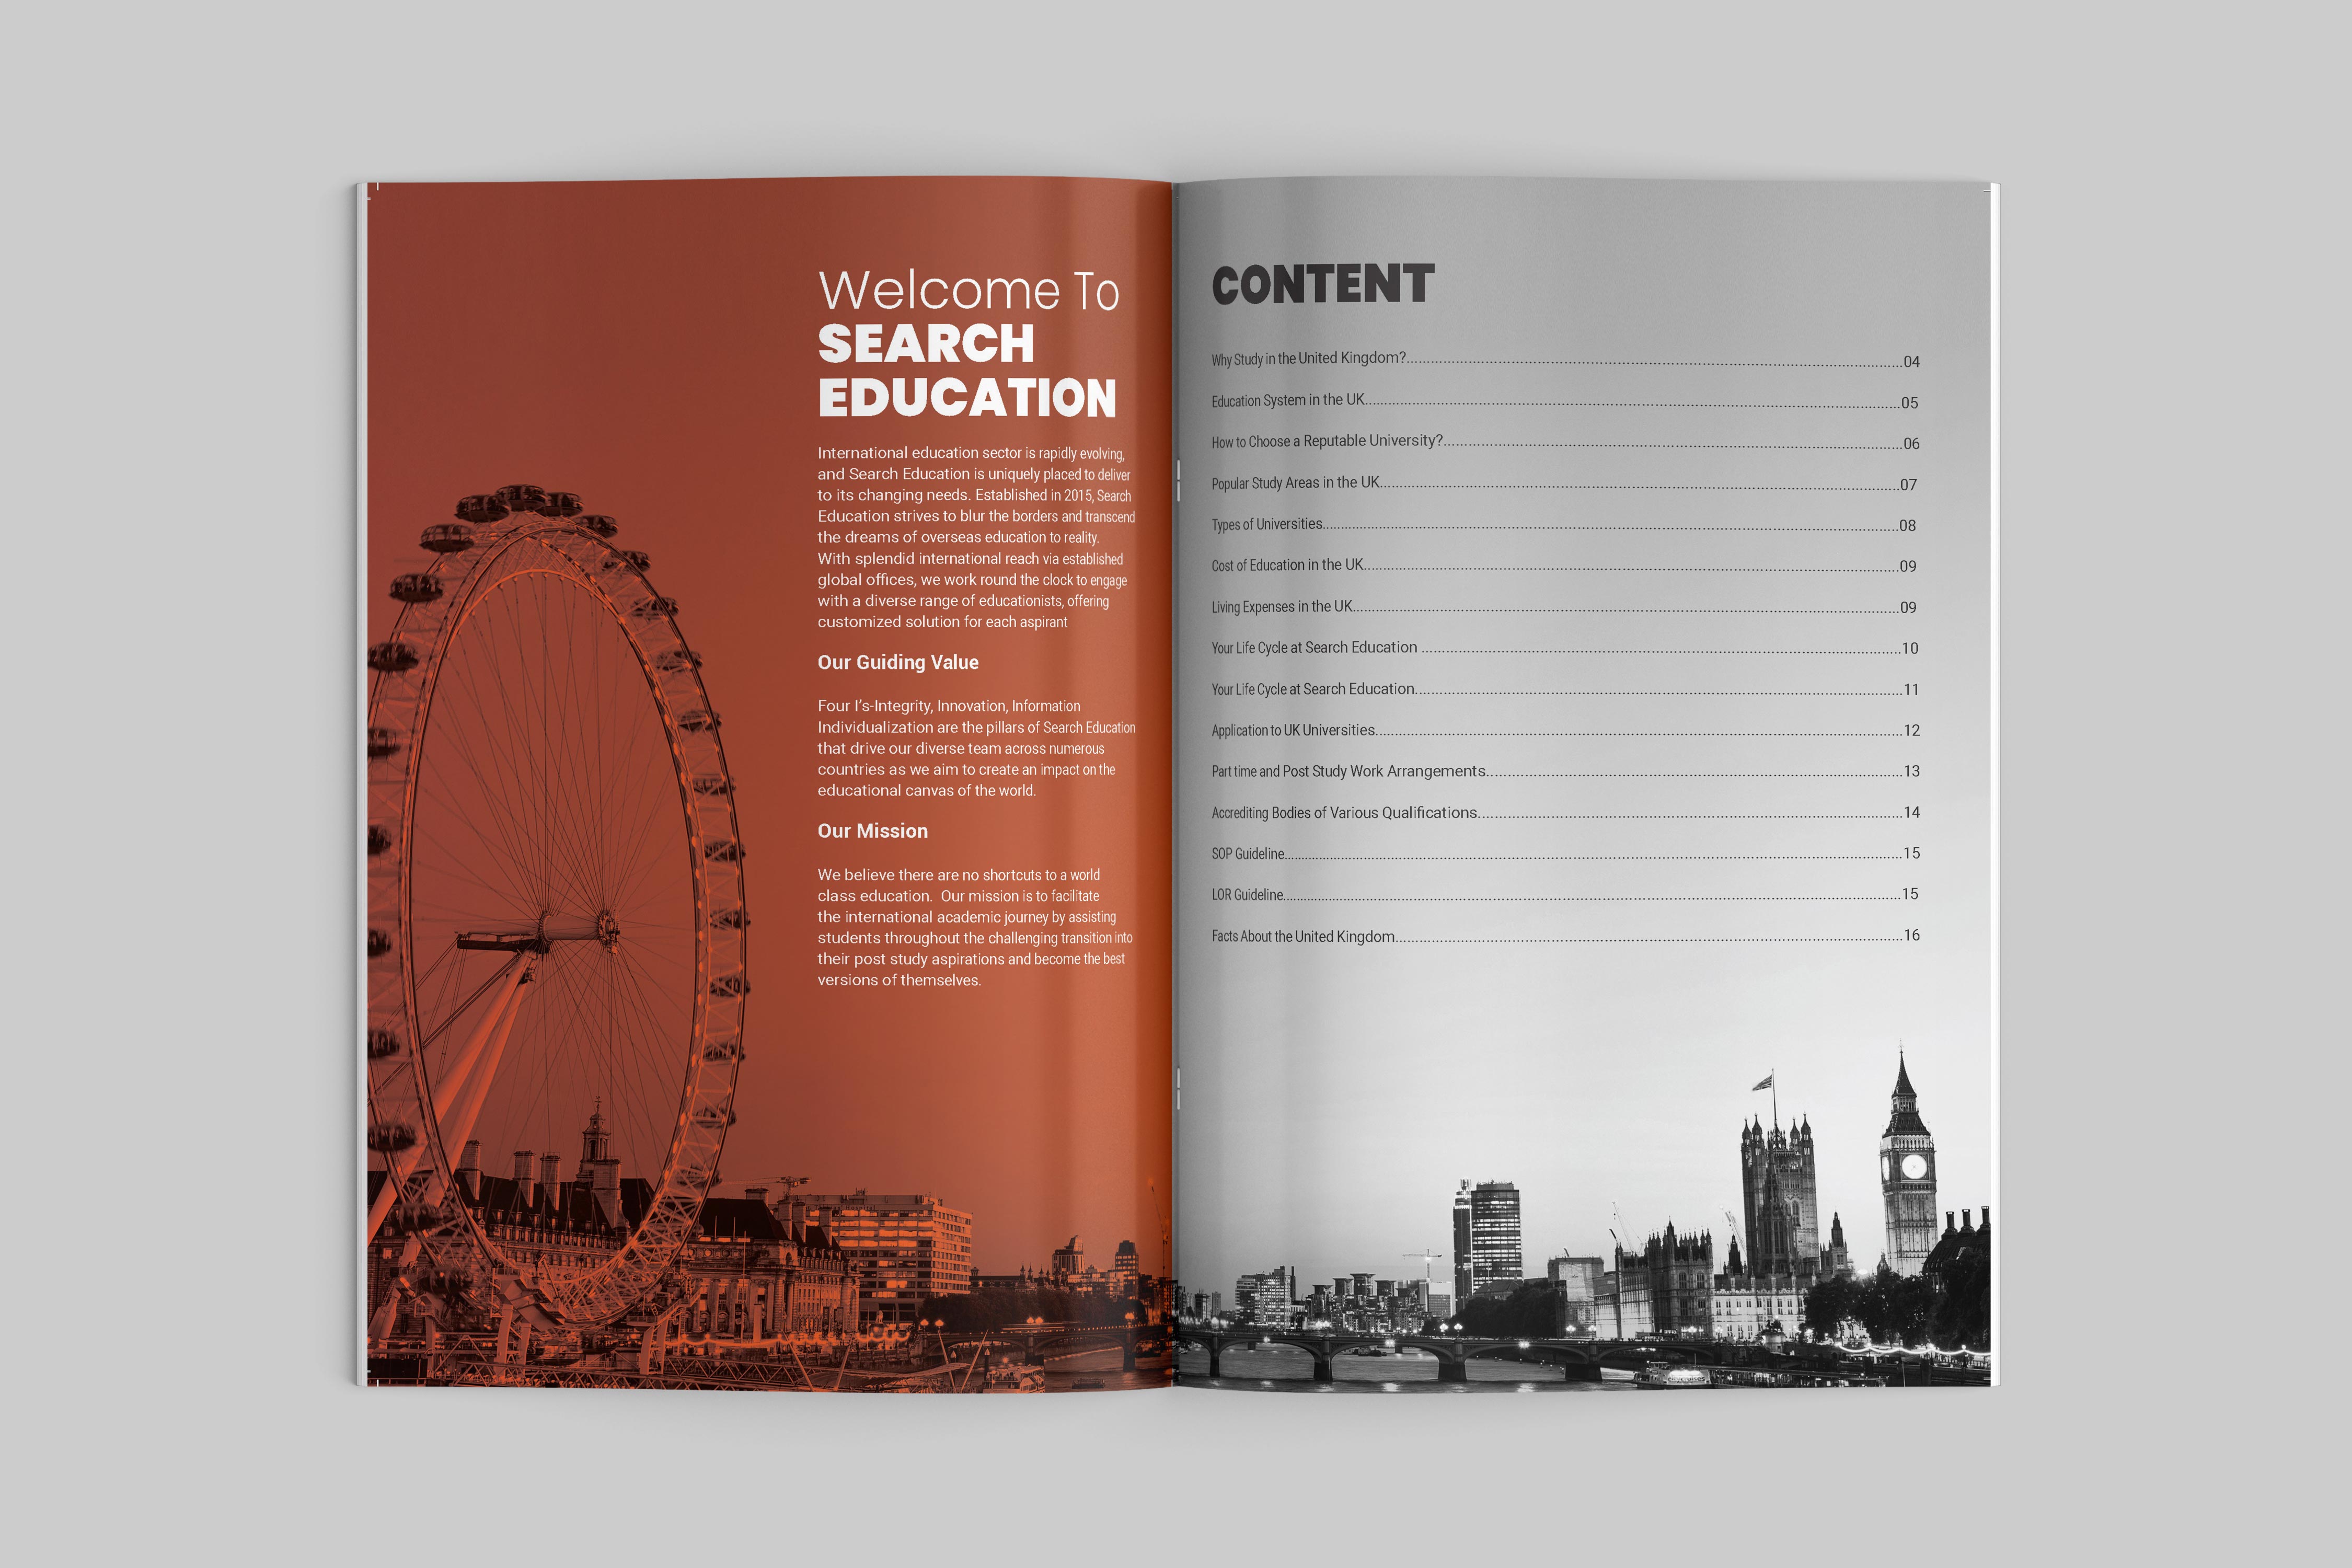 Welcome To
SEARCH
EDUCATION
International education sector is rapidly evolving,
and Search Education is uniquely placed to deliver
to its changing needs. Established in 2015, Search
Education strives to blur the borders and transcend
the dreams of overseas education to reality.
With splendid international reach via established
global offices, we work round the clock to engage
with a diverse range of educationists, offering
customized solution for each aspirant
Our Guiding Value
Four I's-Integrity, Innovation, Information
Individualization are the pillars of Search Education
that drive our diverse team across numerous
countries as we aim to create an impact on the
educational canvas of the world.
Our Mission
We believe there are no shortcuts to a world
class education.  Our mission is to facilitate
the international academic journey by assisting
students throughout the challenging transition into
their post study aspirations and become the best
versions of themselves.
CONTENT
Why Study in the United Kingdom?..........04
Education System in the UK..........05
How to Choose a Reputable University?..........06
Popular Study Areas in the UK..........07
Types of Universities..........08
Cost of Education in the UK..........09
Living Expenses in the UK..........09
Your Life Cycle at Search Education ..........10
Your Life Cycle at Search Education..........11
Application to UK Universities..........12
Part time and Post Study Work Arrangements..........13
Accrediting Bodies of Various Qualifications..........14
SOP Guideline..........15
LOR Guideline..........15
Facts About the United Kingdom..........16